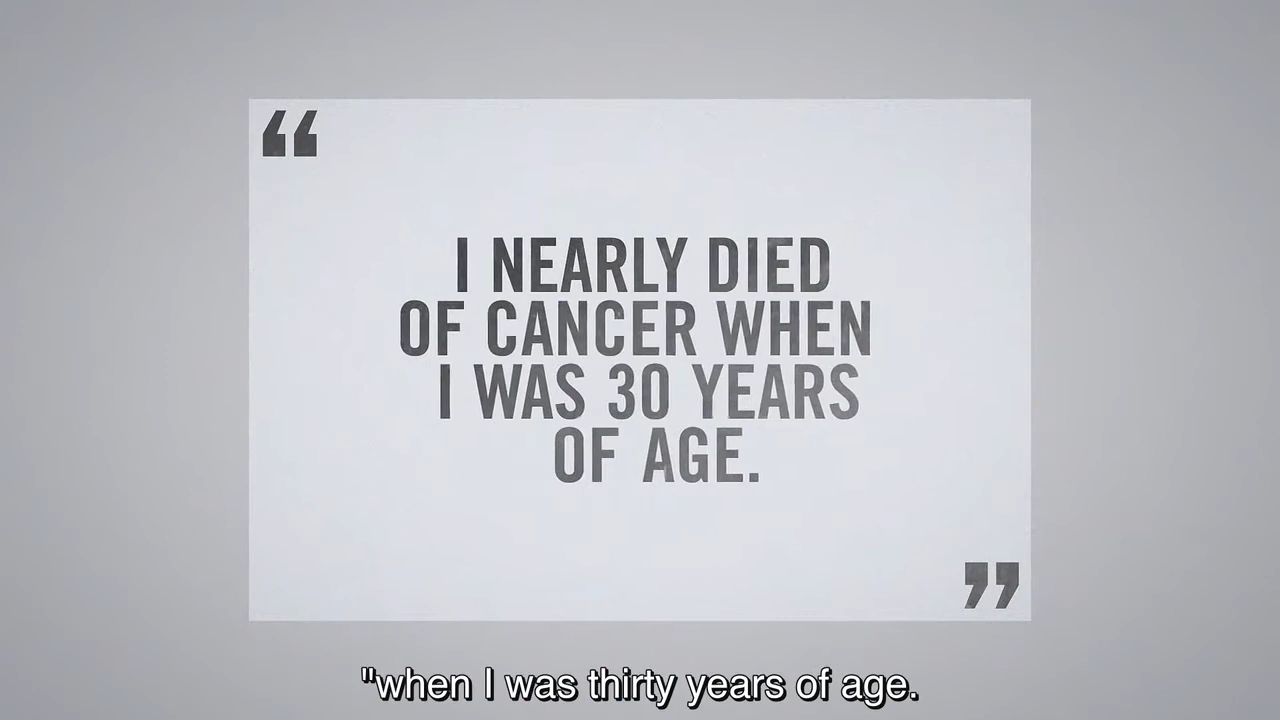 “
I NEARLY DIED
OF CANCER WHEN
I WAS 30 YEARS
OF AGE.
”
"when I was thirty years of age.